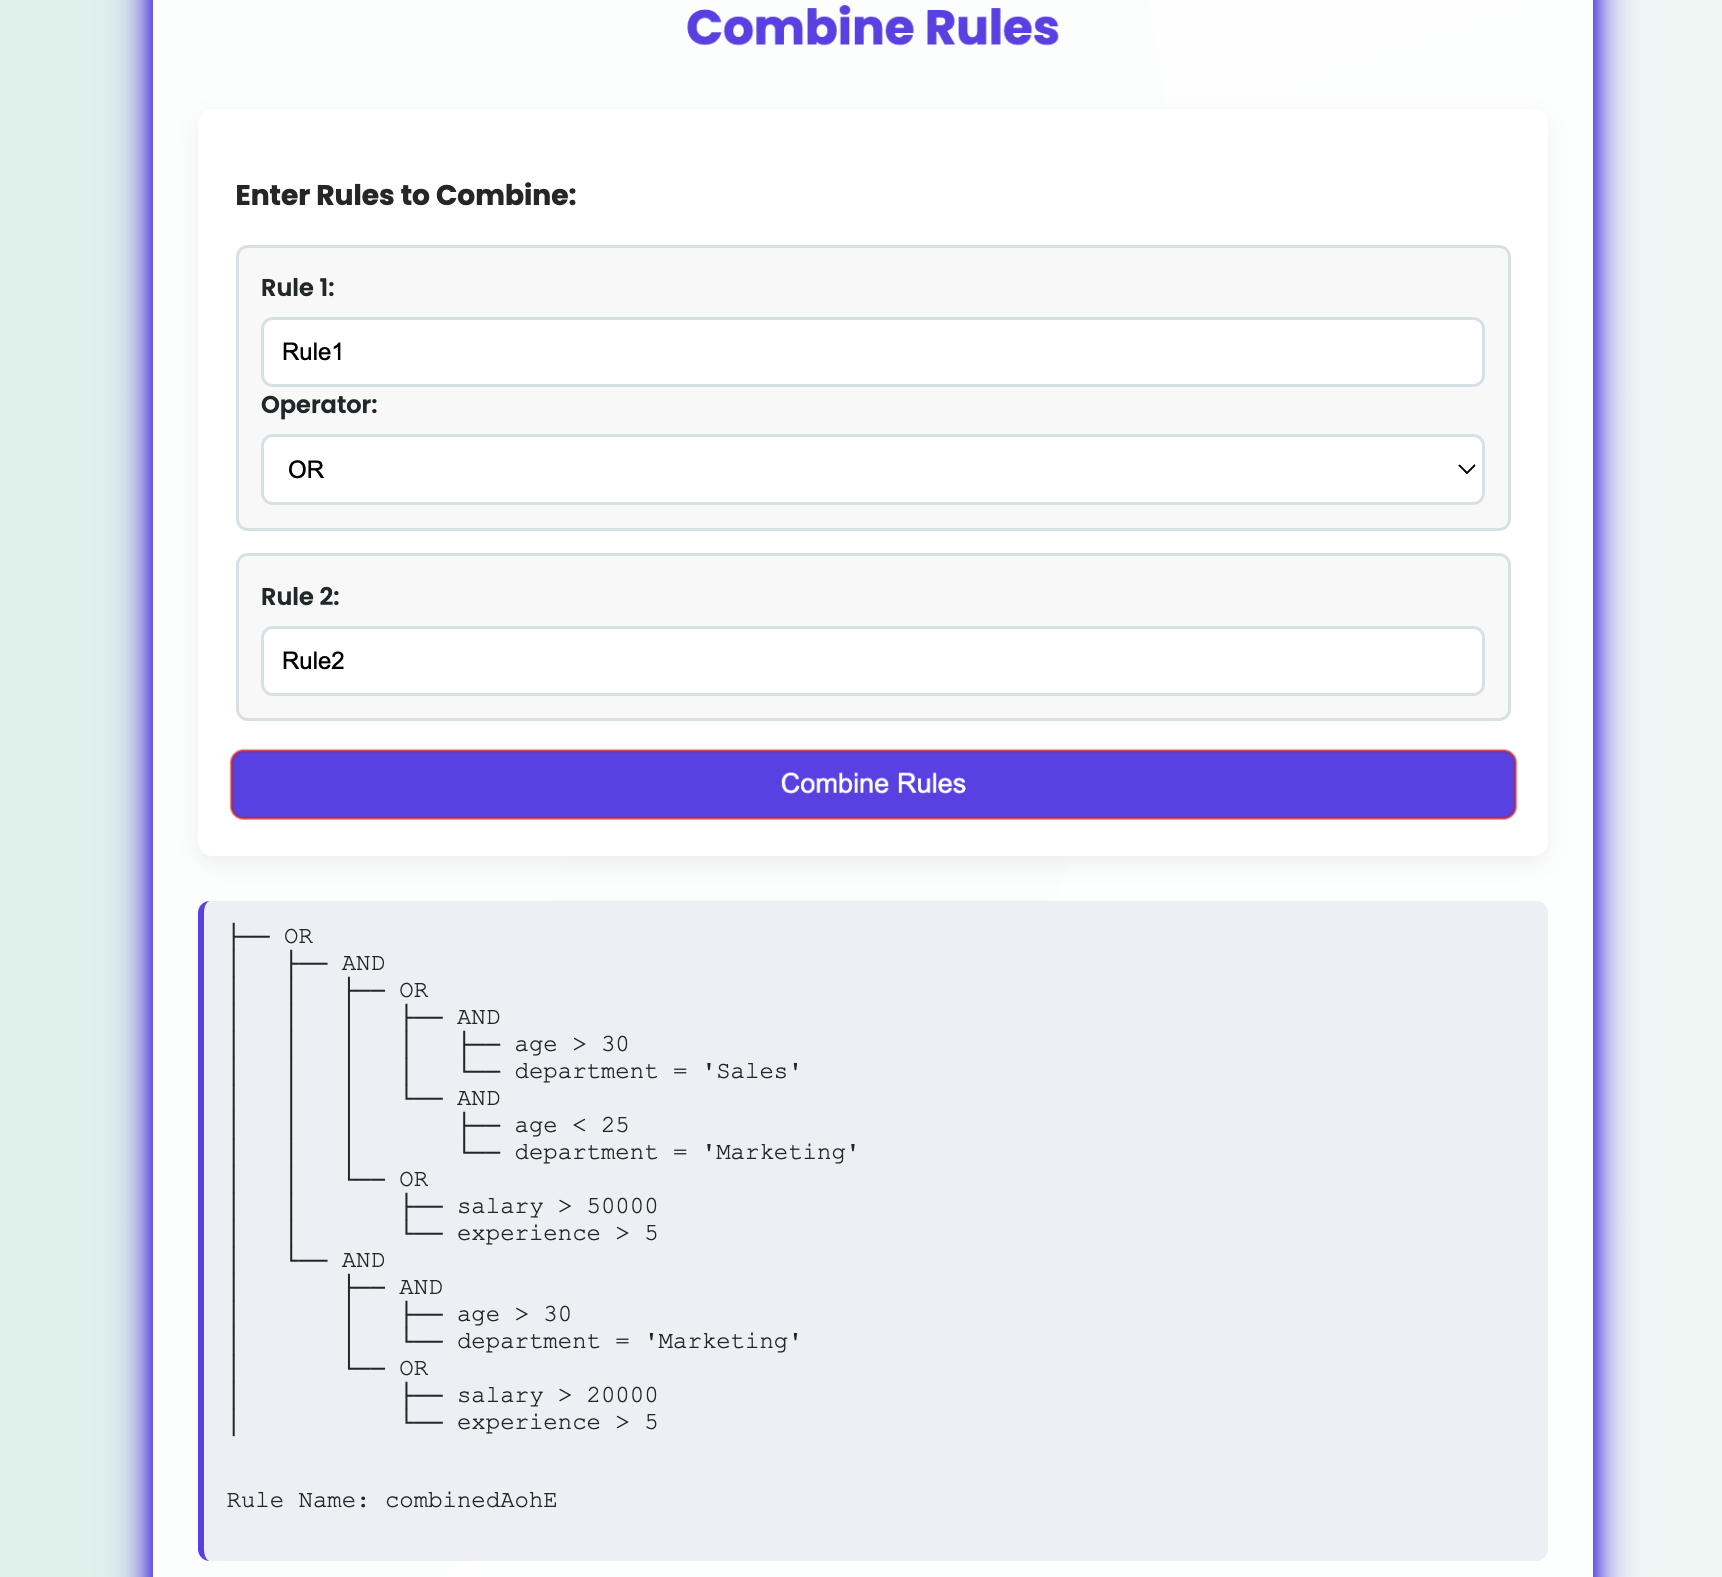 Combine Rules
Enter Rules to Combine:
Rule 1:
Rule1
Operator:
OR
Rule 2:
Rule2
Combine Rules
├── OR
│   ├── AND
│   │   ├── OR
│   │   │   ├── AND
│   │   │   │   ├── age > 30
│   │   │   │   └── department = 'Sales'
│   │   │   └── AND
│   │   │       ├── age < 25
│   │   │       └── department = 'Marketing'
│   │   └── OR
│   │       ├── salary > 50000
│   │       └── experience > 5
│   └── AND
│       ├── AND
│       │   ├── age > 30
│       │   └── department = 'Marketing'
│       └── OR
│           ├── salary > 20000
│           └── experience > 5
Rule Name: combinedAohE